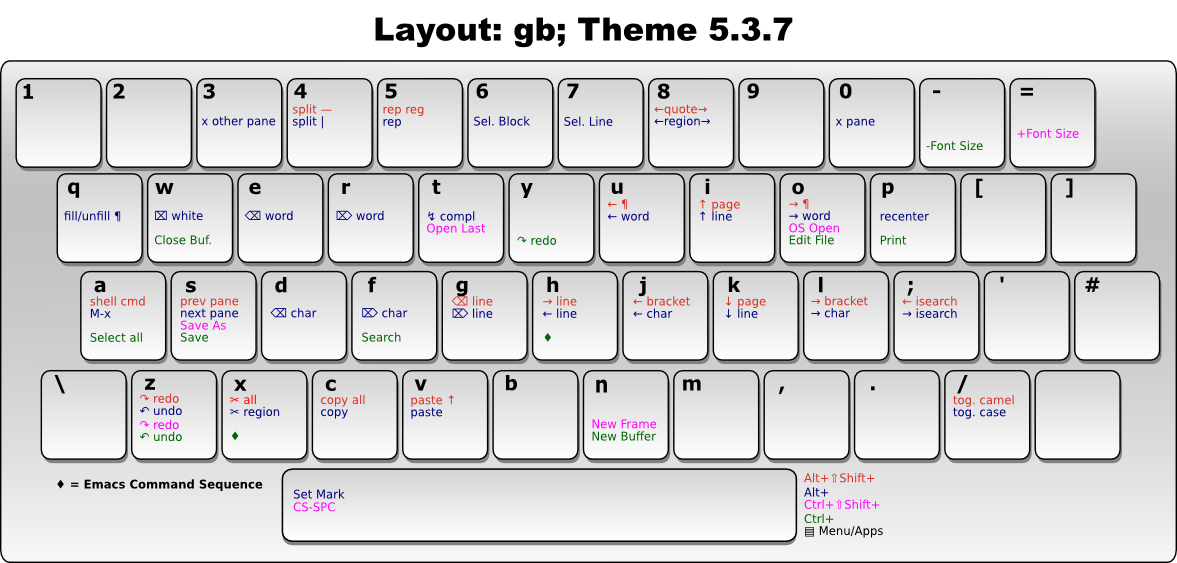 Layout: gb; Theme 5.3.7
1
2
3
x other pane
4
split —
split |
5
rep reg
rep
6
Sel. Block
7
Sel. Line
8
←quote→
←region→
9
0
x pane
-
-Font Size
=
+Font Size
q
fill/unfill ¶
w
⌧ white
Close Buf.
e
⌫ word
r
⌦ word
t
↯ compl
Open Last
y
↷ redo
u
← ¶
← word
i
↑ page
↑ line
o
→ ¶
→ word
OS Open
Edit File
p
recenter
Print
[
]
a
shell cmd
M-x
Select all
s
prev pane
next pane
Save As
Save
d
⌫ char
f
⌦ char
Search
g
⌫ line
⌦ line
h
→ line
← line
♦
j
← bracket
← char
k
↓ page
↓ line
l
→ bracket
→ char
;
← isearch
→ isearch
'
#
\
z
↷ redo
↶ undo
↷ redo
↶ undo
x
✂ all
✂ region
♦
c
copy all
copy
v
paste ↑
paste
b
n
New Frame
New Buffer
m
,
.
/
tog. camel
tog. case
♦ = Emacs Command Sequence
Set Mark
CS-SPC
Alt+⇧Shift+
Alt+
Ctrl+⇧Shift+
Ctrl+
▤ Menu/Apps